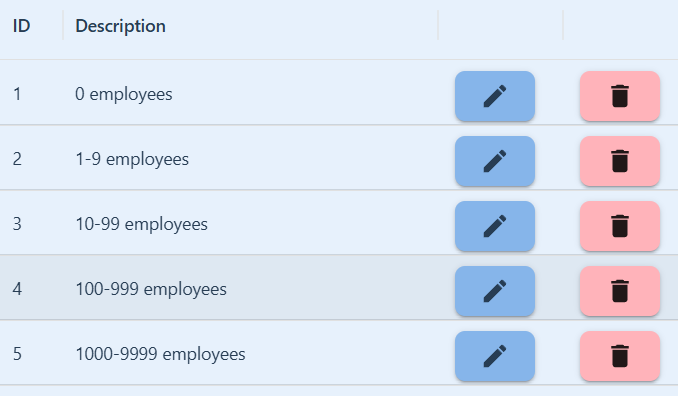 ID Description
1 0 employees
2 1-9 employees
3 10-99 employees
4 100-999 employees
5 1000-9999 employees